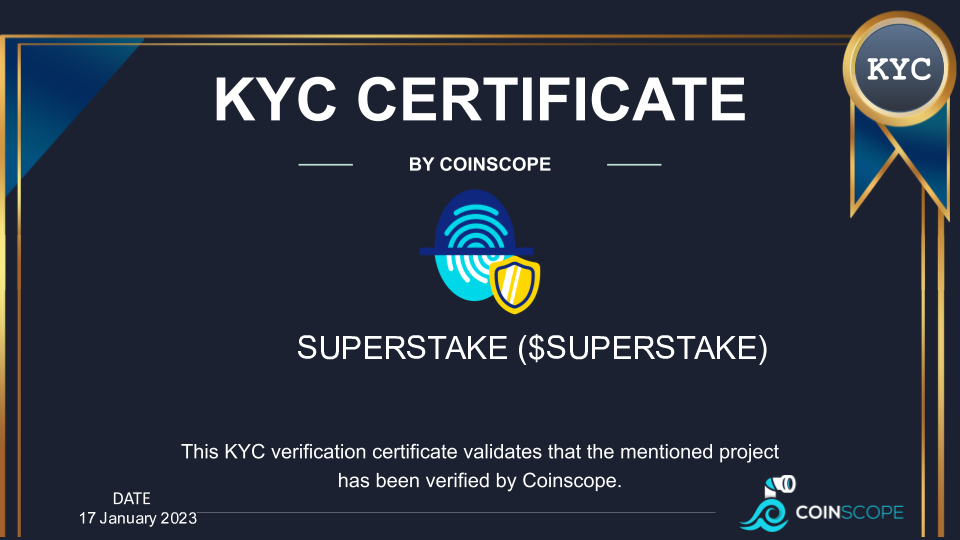 KYC
KYC CERTIFICATE
BY COINSCOPE
SUPERSTAKE ($SUPERSTAKE)
This KYC verification certificate validates that the mentioned project
has been verified by Coinscope.
DATE
17 January 2023
COINSCOPE